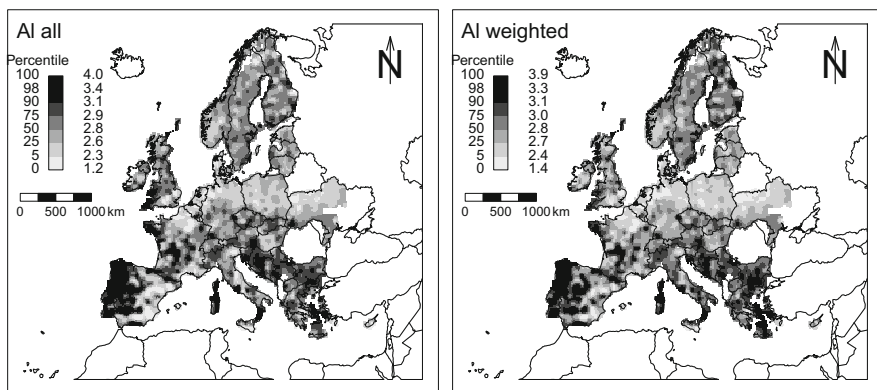 Al all
N
Percentile
100 4.0
98 3.4
90 3.1
75 2.9
50 2.8
25 2.6
5 2.3
0 1.2
0 500 1000 km
Al weighted
N
Percentile
100 3.9
98 3.3
90 3.1
75 3.0
50 2.8
25 2.7
5 2.4
0 1.4
0 500 1000 km